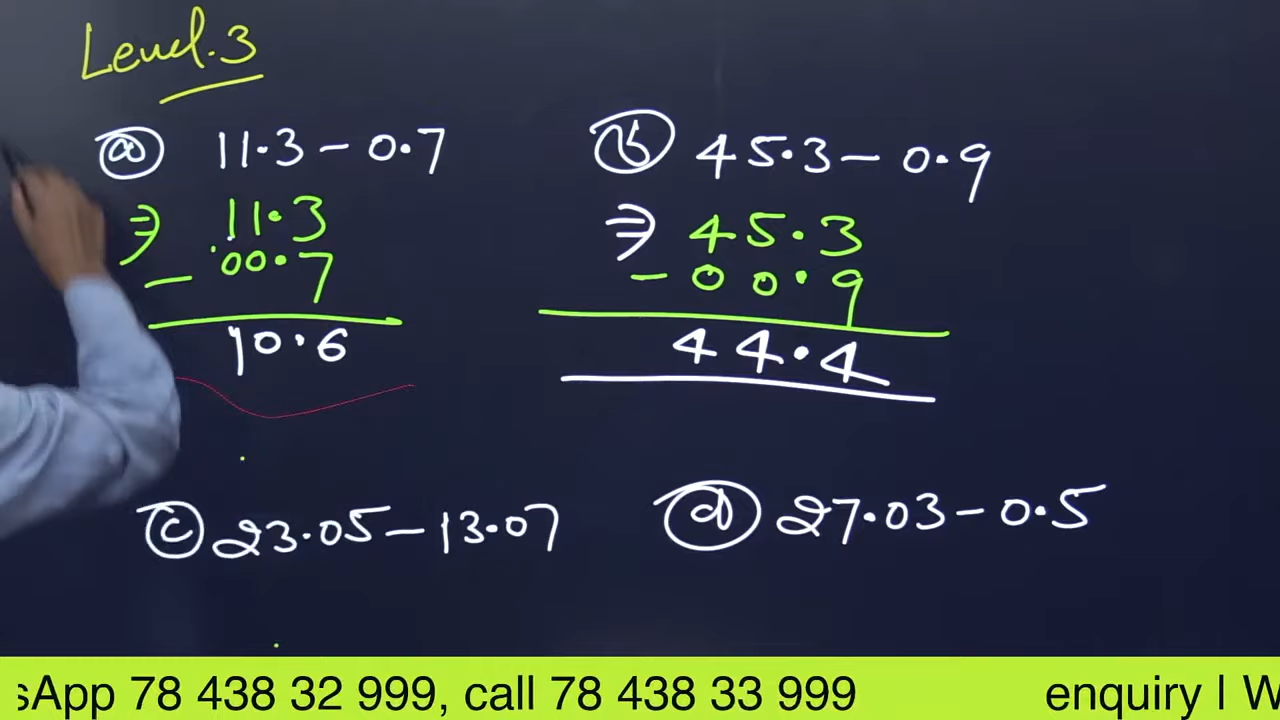 Level.3
(a) 11.3 - 0.7
⇒ 11.3
- 00.7
10.6
(b) 45.3 - 0.9
⇒ 45.3
- 00.9
44.4
(c) 23.05 - 13.07
(d) 27.03 - 0.5
sApp 78 438 32 999, call 78 438 33 999 enquiry I W